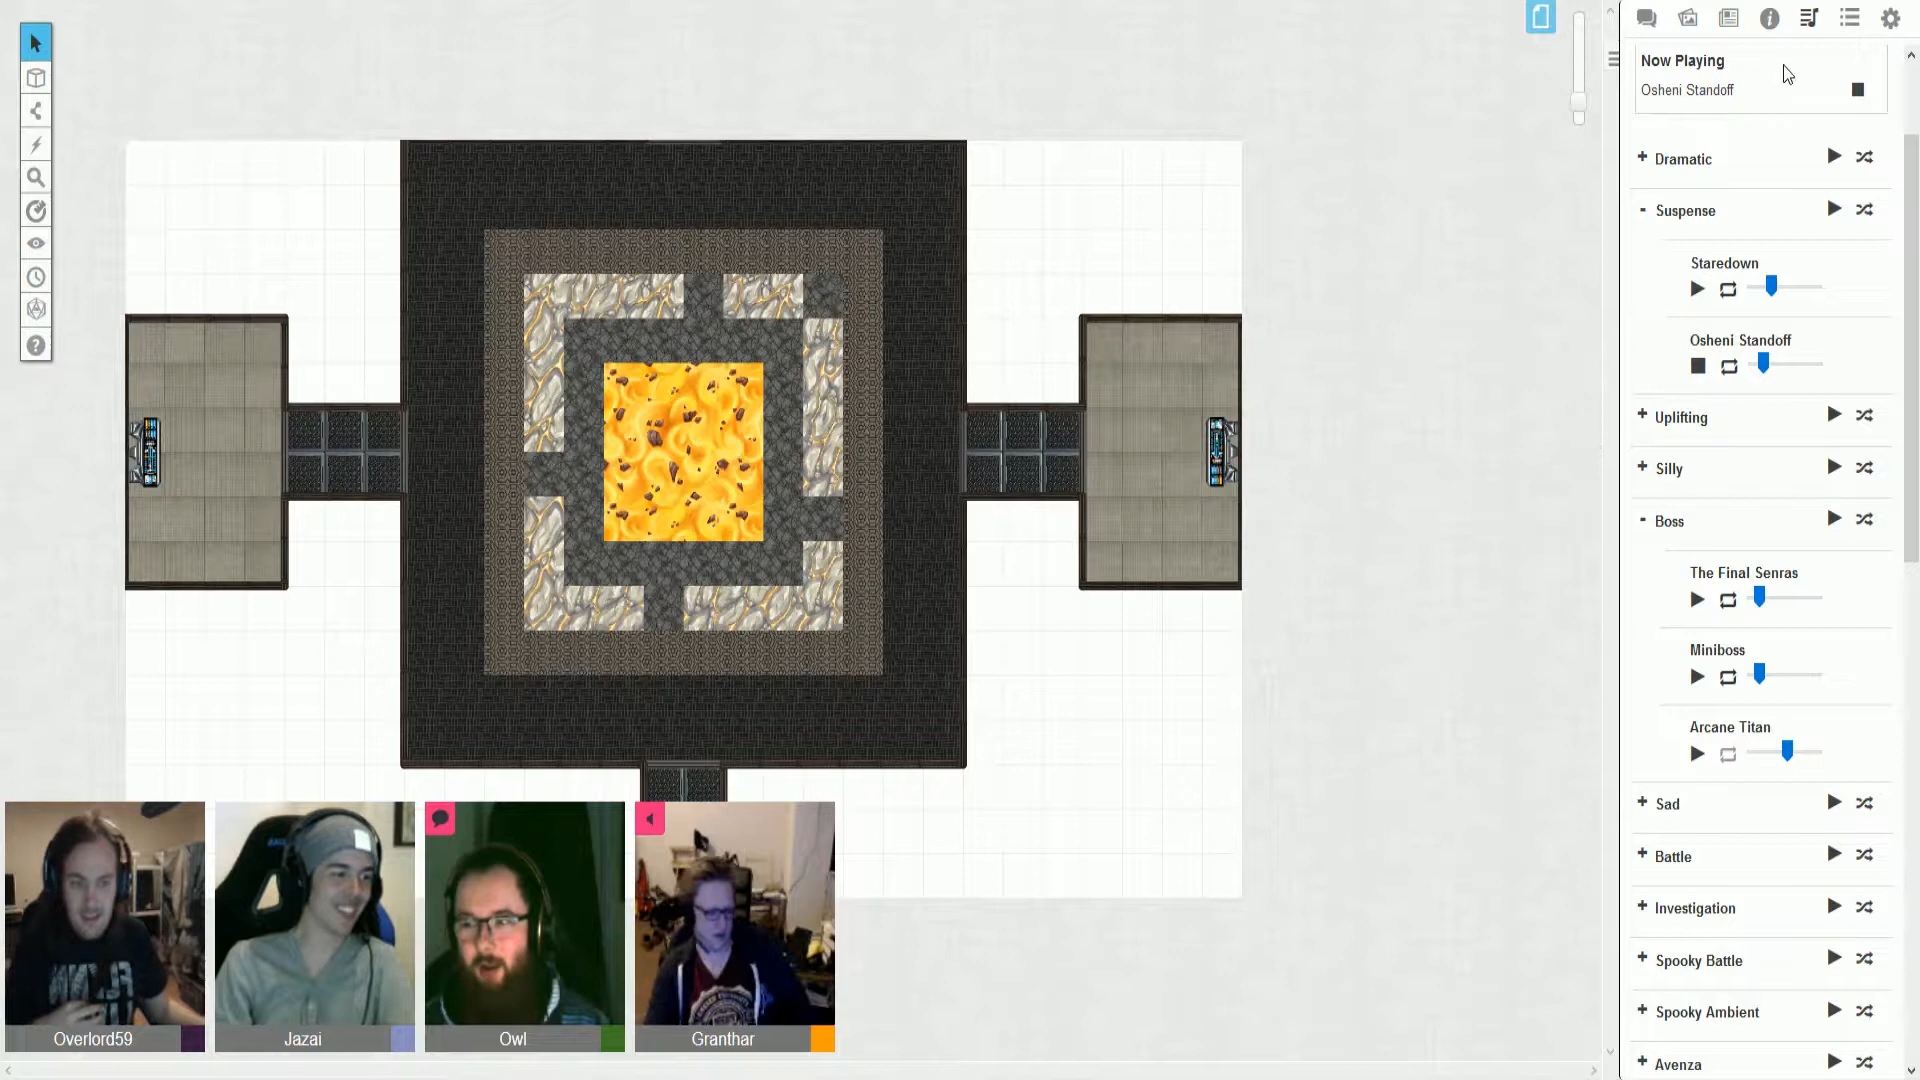 Now Playing
Osheni Standoff
+ Dramatic
- Suspense
Staredown
Osheni Standoff
+ Uplifting
+ Silly
- Boss
The Final Senras
Miniboss
Arcane Titan
+ Sad
+ Battle
+ Investigation
+ Spooky Battle
+ Spooky Ambient
+ Avenza
Overlord59
Jazai
Owl
Granthar